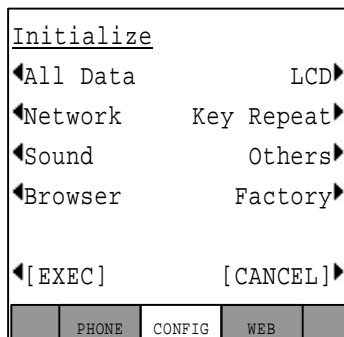 Initialize
All Data LCD
Network Key Repeat
Sound Others
Browser Factory
[EXEC] [CANCEL]
PHONE CONFIG WEB